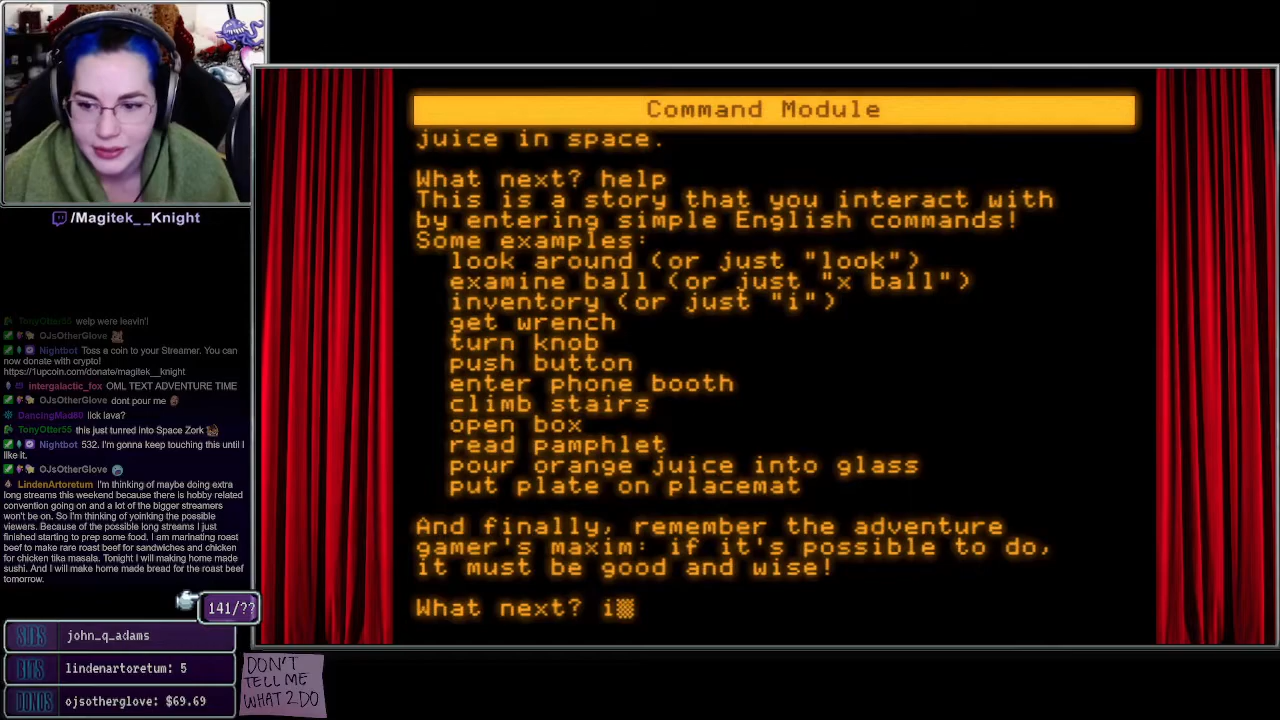 /Magitek__Knight
TonyOtter55 welp were leavin'!
OJsOtherGlove
Nightbot Toss a coin to your Streamer. You can
now donate with crypto!
https://1upcoin.com/donate/magitek__knight
intergalactic_fox OML TEXT ADVENTURE TIME
OJsOtherGlove dont pour me
DancingMad80 lick lava?
TonyOtter55 this just tunred into Space Zork
Nightbot 532. I'm gonna keep touching this until I
like it.
OJsOtherGlove
LindenArtoretum I'm thinking of maybe doing extra
long streams this weekend because there is hobby related
convention going on and a lot of the bigger streamers
won't be on. So I'm thinking of yoinking the possible
viewers. Because of the possible long streams I just
finished starting to prep some food. I am marinating roast
beef to make rare roast beef for sandwiches and chicken
for chicken tika masala. Tonight I will making home made
sushi. And I will make home made bread for the roast beef
tomorrow.
141/??
SUBS john_q_adams
BITS lindenartoretum: 5
DONOS ojsotherglove: $69.69
DON'T
TELL ME
WHAT 2 DO
Command Module
juice in space.
What next? help
This is a story that you interact with
by entering simple English commands!
Some examples:
look around (or just "look")
examine ball (or just "x ball")
inventory (or just "i")
get wrench
turn knob
push button
enter phone booth
climb stairs
open box
read pamphlet
pour orange juice into glass
put plate on placemat
And finally, remember the adventure
gamer's maxim: if it's possible to do,
it must be good and wise!
What next? i